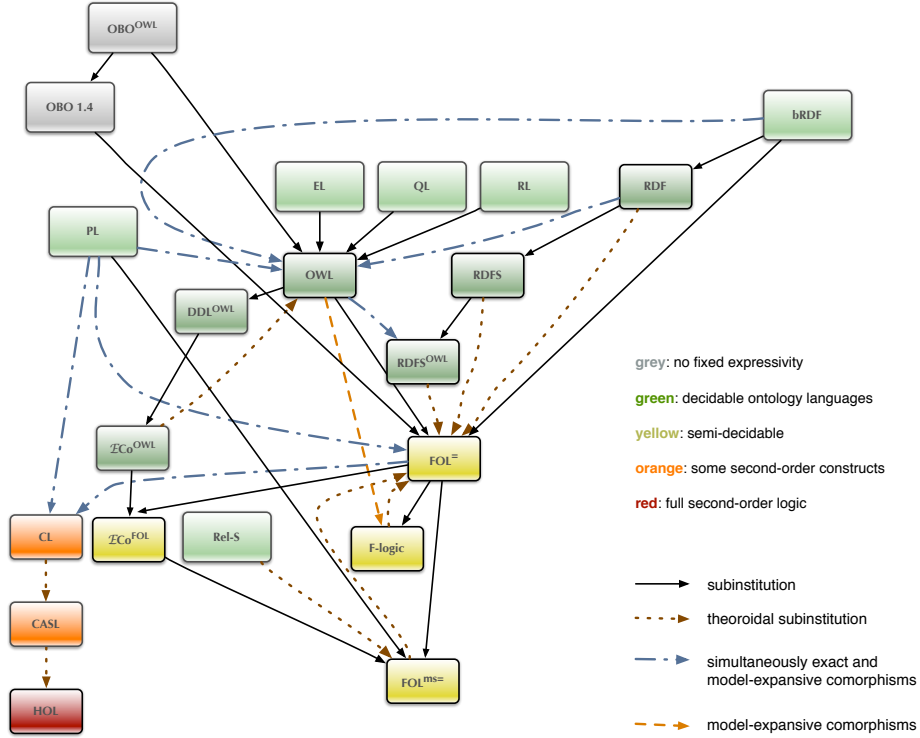 OBO^OWL
OBO 1.4
bRDF
EL
QL
RL
RDF
PL
OWL
RDFS
DDL^OWL
RDFS^OWL
grey: no fixed expressivity
green: decidable ontology languages
yellow: semi-decidable
orange: some second-order constructs
red: full second-order logic
ℰCo^OWL
FOL^=
CL
ℰCo^FOL
Rel-S
F-logic
CASL
FOL^ms=
HOL
subinstitution
theoroidal subinstitution
simultaneously exact and
model-expansive comorphisms
model-expansive comorphisms